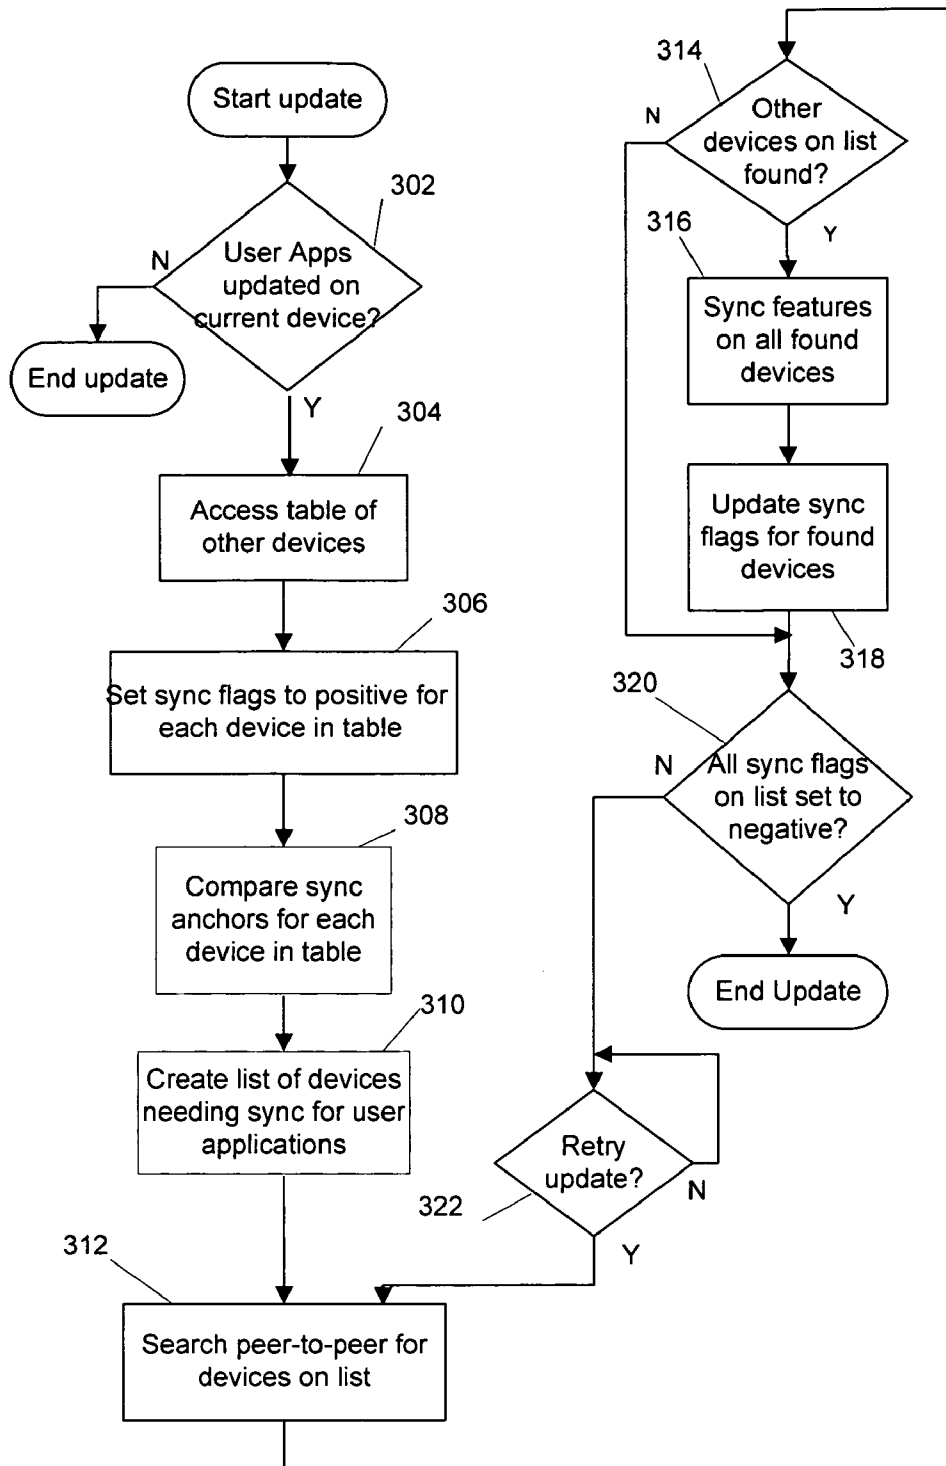 Start update
302
User Apps
updated on
current device?
N
End update
Y
304
Access table of
other devices
306
Set sync flags to positive for
each device in table
308
Compare sync
anchors for each
device in table
310
Create list of devices
needing sync for user
applications
312
Search peer-to-peer for
devices on list
314
Other
devices on list
found?
N
Y
316
Sync features
on all found
devices
Update sync
flags for found
devices
318
320
All sync flags
on list set to
negative?
N
Y
End Update
Retry
update?
322
N
Y